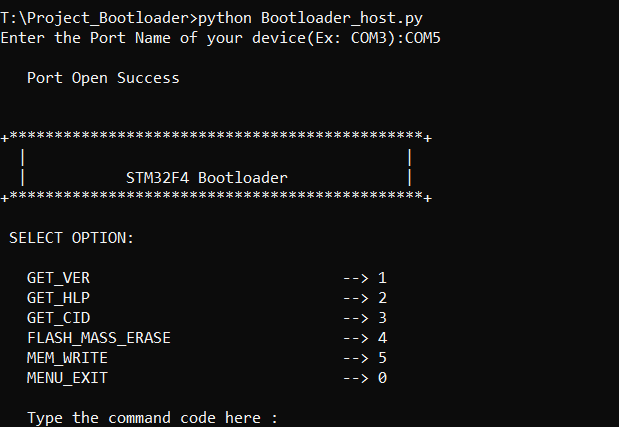 T:\Project_Bootloader>python Bootloader_host.py
Enter the Port Name of your device(Ex: COM3):COM5
Port Open Success
+**********************************************+
|                                          |
|           STM32F4 Bootloader             |
+**********************************************+
SELECT OPTION:
GET_VER                            --> 1
GET_HLP                            --> 2
GET_CID                            --> 3
FLASH_MASS_ERASE                   --> 4
MEM_WRITE                          --> 5
MENU_EXIT                          --> 0
Type the command code here :